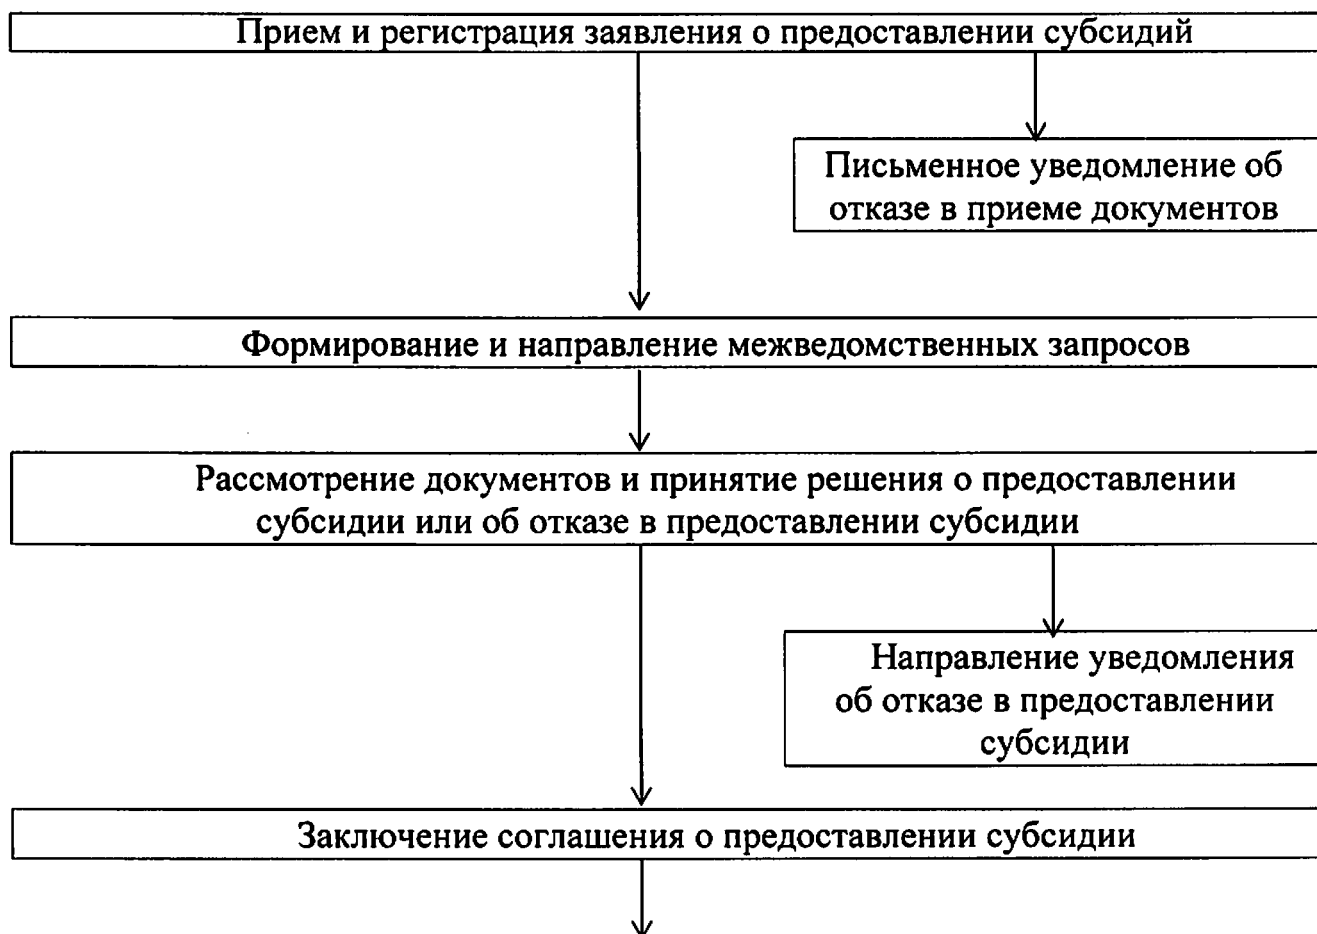 Прием и регистрация заявления о предоставлении субсидий
Письменное уведомление об
отказе в приеме документов
Формирование и направление межведомственных запросов
Рассмотрение документов и принятие решения о предоставлении
субсидии или об отказе в предоставлении субсидии
Направление уведомления
об отказе в предоставлении
субсидии
Заключение соглашения о предоставлении субсидии